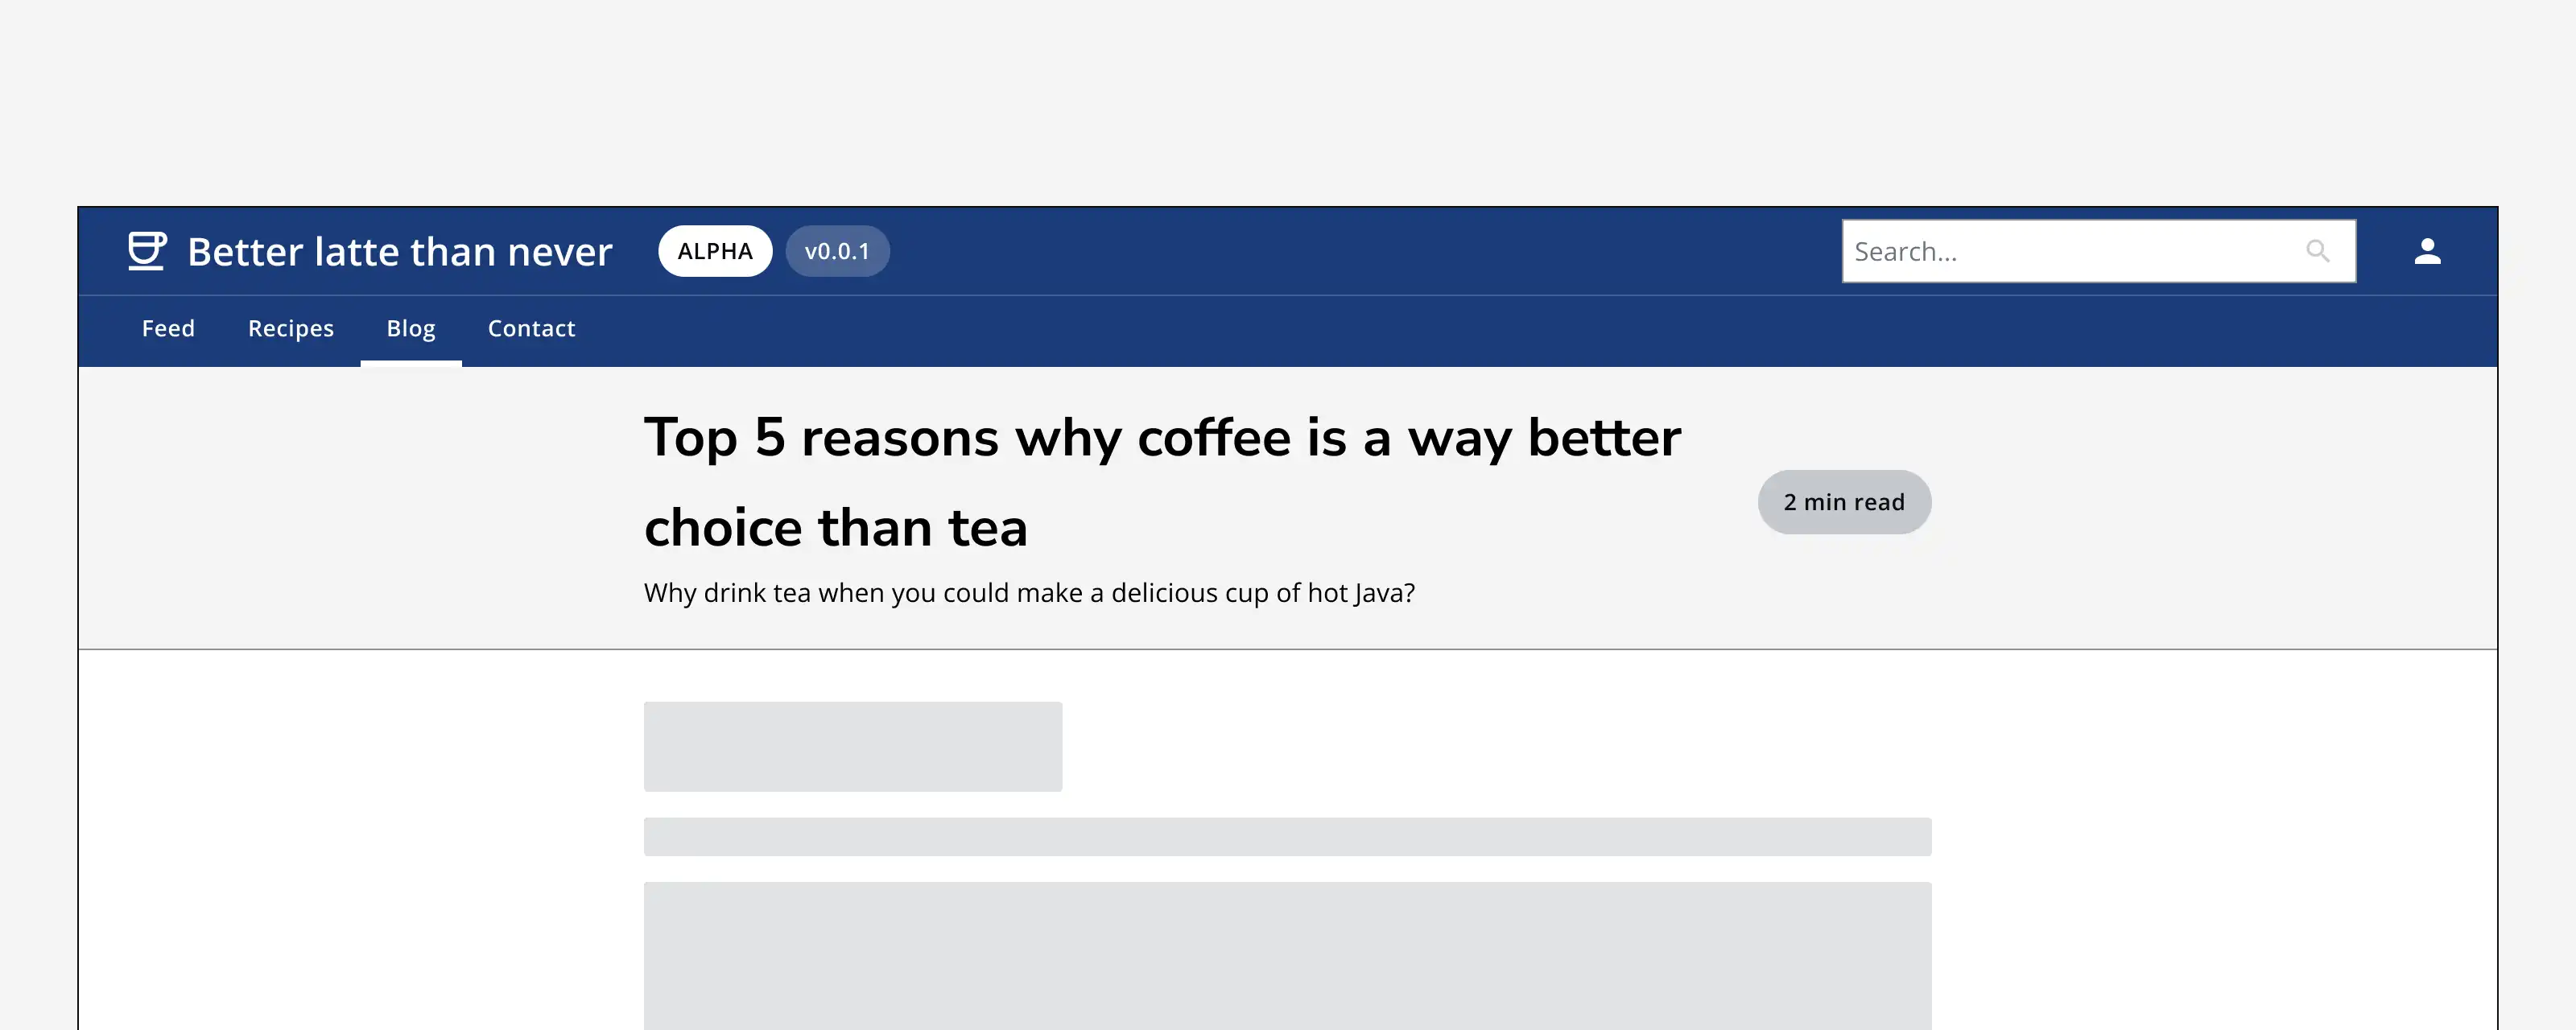 Better latte than never
ALPHA
v0.0.1
Search...
Feed
Recipes
Blog
Contact
Top 5 reasons why coffee is a way better
choice than tea
2 min read
Why drink tea when you could make a delicious cup of hot Java?